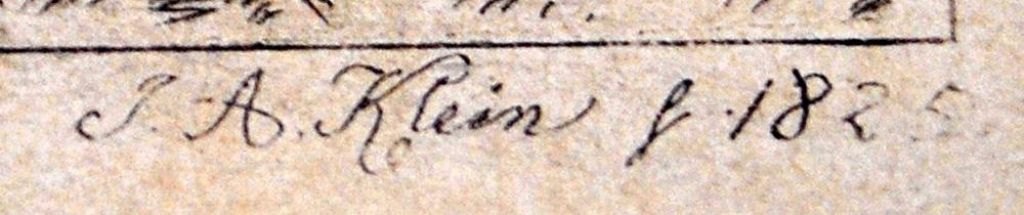 J. A. Klein f. 1825.